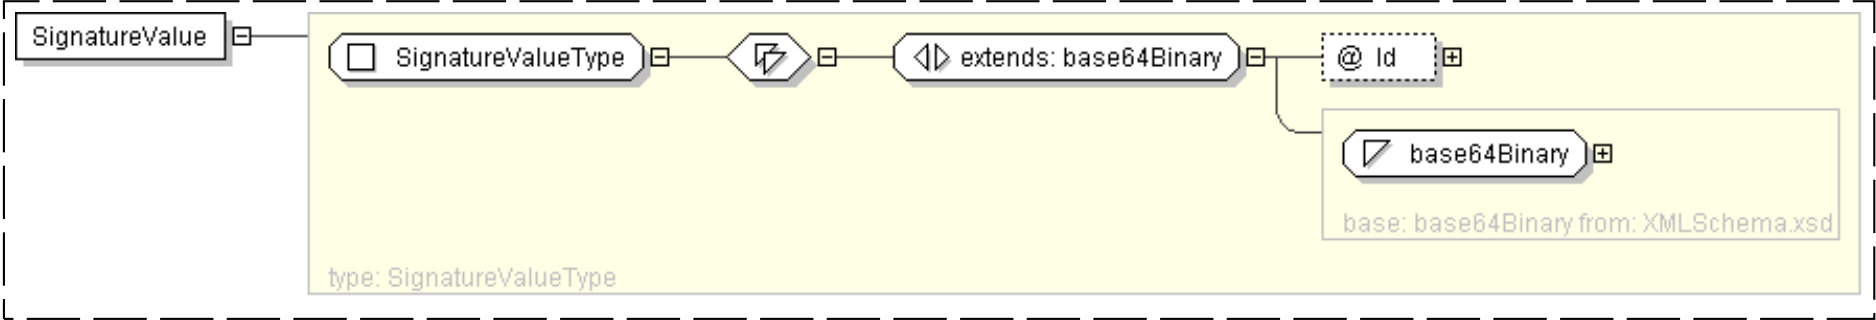 SignatureValue
SignatureValueType
extends: base64Binary
@ Id
base64Binary
base: base64Binary from: XMLSchema.xsd
type: SignatureValueType